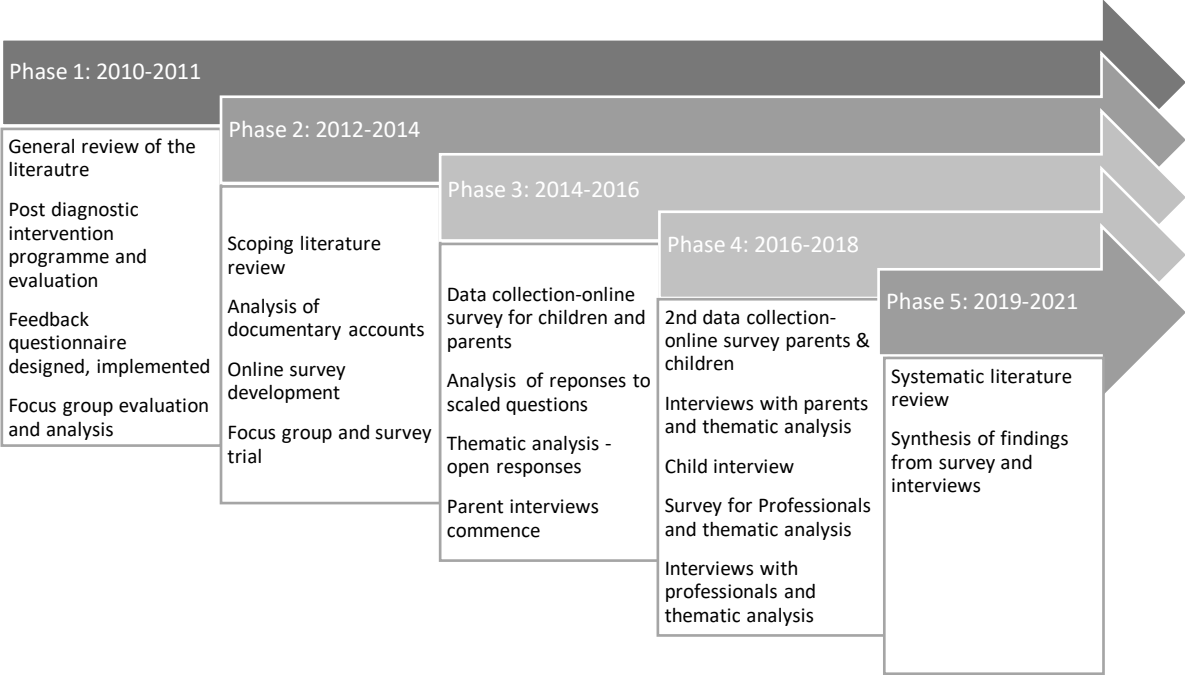 Phase 1: 2010-2011
General review of the
literautre
Post diagnostic
intervention
programme and
evaluation
Feedback
questionnaire
designed, implemented
Focus group evaluation
and analysis
Phase 2: 2012-2014
Scoping literature
review
Analysis of
documentary accounts
Online survey
development
Focus group and survey
trial
Phase 3: 2014-2016
Data collection-online
survey for children and
parents
Analysis of reponses to
scaled questions
Thematic analysis -
open responses
Parent interviews
commence
Phase 4: 2016-2018
2nd data collection-
online survey parents &
children
Interviews with parents
and thematic analysis
Child interview
Survey for Professionals
and thematic analysis
Interviews with
professionals and
thematic analysis
Phase 5: 2019-2021
Systematic literature
review
Synthesis of findings
from survey and
interviews